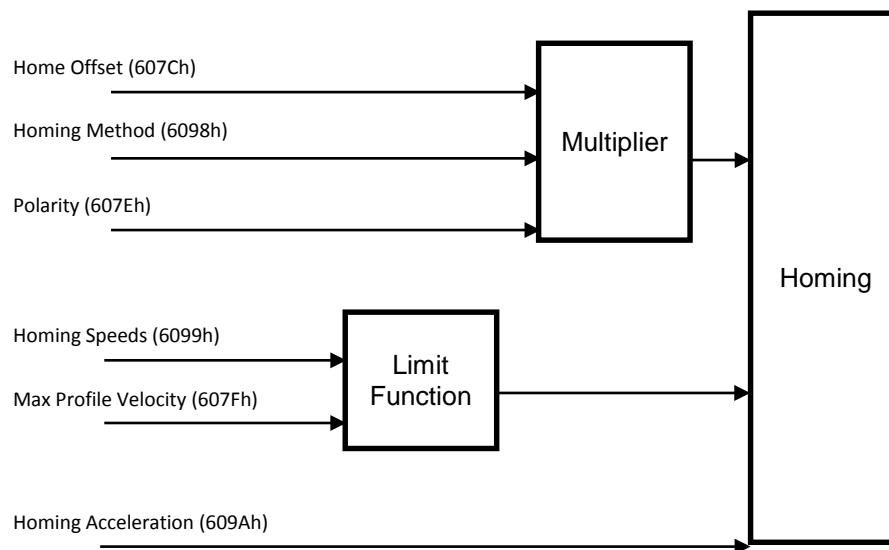 Home Offset (607Ch)
Homing Method (6098h)
Multiplier
Polarity (607Eh)
Homing
Homing Speeds (6099h)
Limit
Function
Max Profile Velocity (607Fh)
Homing Acceleration (609Ah)